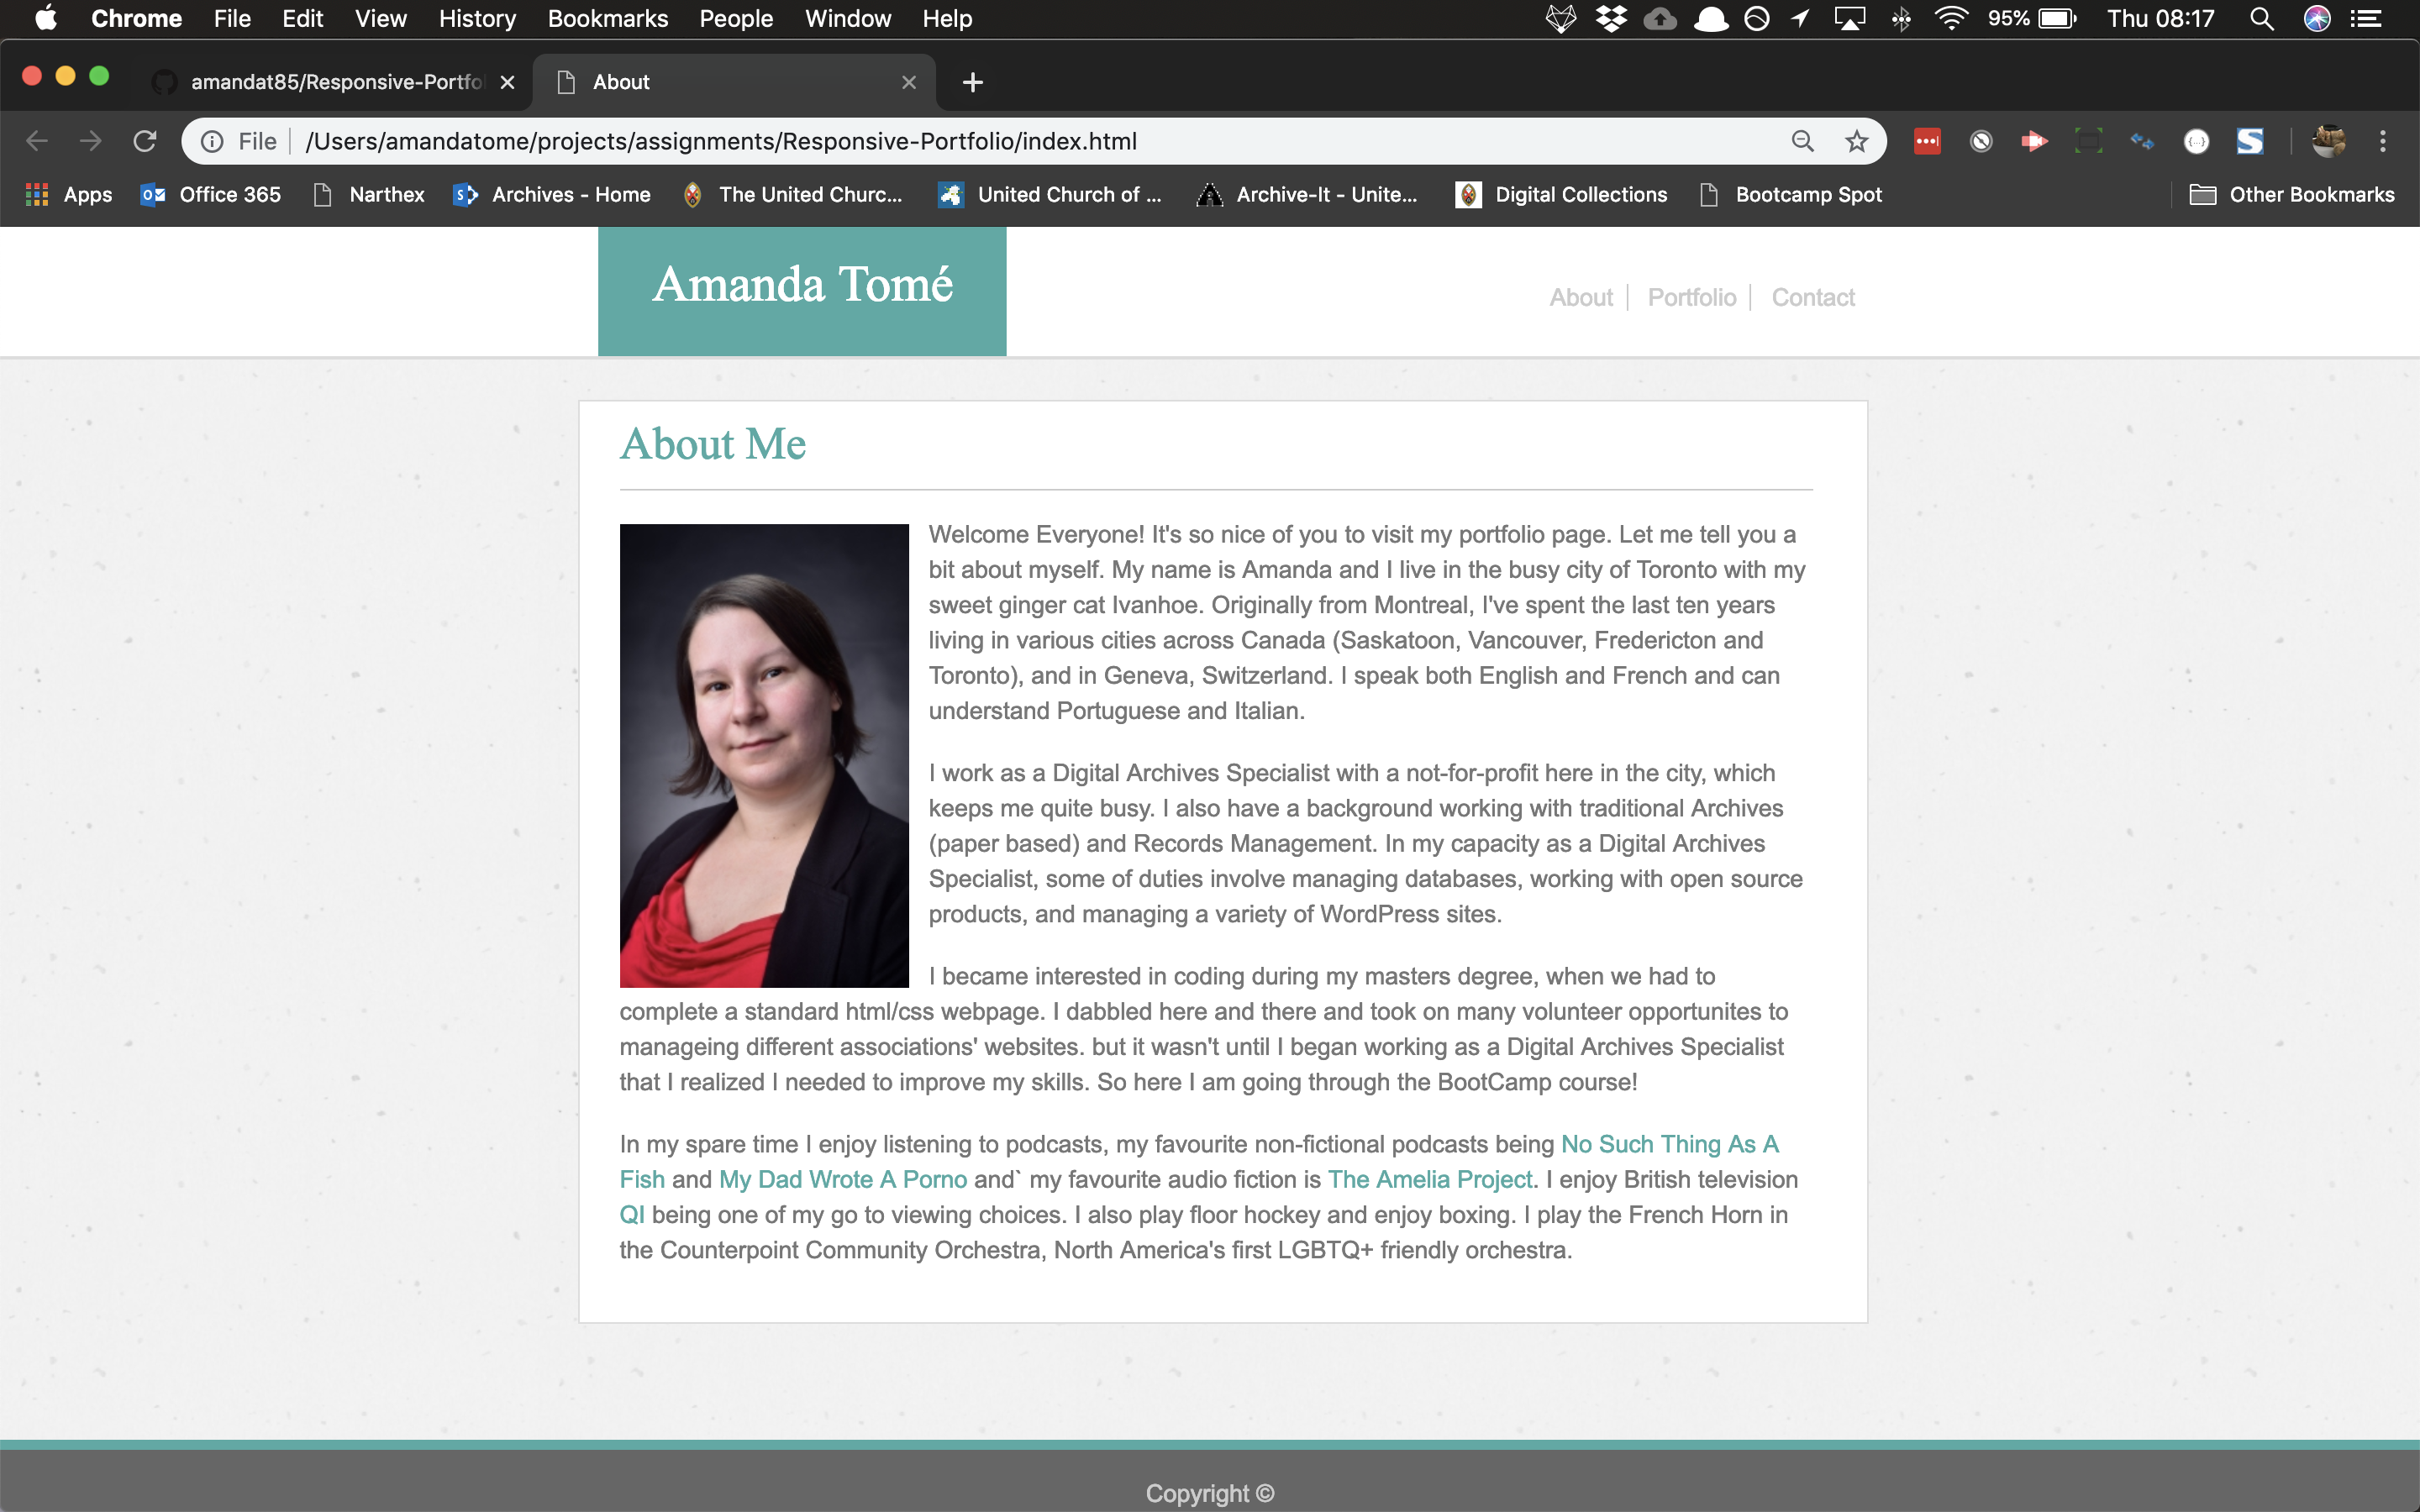 Chrome File Edit View History Bookmarks People Window Help 95% Thu 08:17
amandat85/Responsive-Portfo About
File /Users/amandatome/projects/assignments/Responsive-Portfolio/index.html
Apps Office 365 Narthex Archives - Home The United Churc... United Church of ... Archive-It - Unite... Digital Collections Bootcamp Spot Other Bookmarks
Amanda Tomé
About Portfolio Contact
About Me
Welcome Everyone! It's so nice of you to visit my portfolio page. Let me tell you a
bit about myself. My name is Amanda and I live in the busy city of Toronto with my
sweet ginger cat Ivanhoe. Originally from Montreal, I've spent the last ten years
living in various cities across Canada (Saskatoon, Vancouver, Fredericton and
Toronto), and in Geneva, Switzerland. I speak both English and French and can
understand Portuguese and Italian.
I work as a Digital Archives Specialist with a not-for-profit here in the city, which
keeps me quite busy. I also have a background working with traditional Archives
(paper based) and Records Management. In my capacity as a Digital Archives
Specialist, some of duties involve managing databases, working with open source
products, and managing a variety of WordPress sites.
I became interested in coding during my masters degree, when we had to
complete a standard html/css webpage. I dabbled here and there and took on many volunteer opportunites to
manageing different associations' websites. but it wasn't until I began working as a Digital Archives Specialist
that I realized I needed to improve my skills. So here I am going through the BootCamp course!
In my spare time I enjoy listening to podcasts, my favourite non-fictional podcasts being No Such Thing As A
Fish and My Dad Wrote A Porno and` my favourite audio fiction is The Amelia Project. I enjoy British television
QI being one of my go to viewing choices. I also play floor hockey and enjoy boxing. I play the French Horn in
the Counterpoint Community Orchestra, North America's first LGBTQ+ friendly orchestra.
Copyright ©